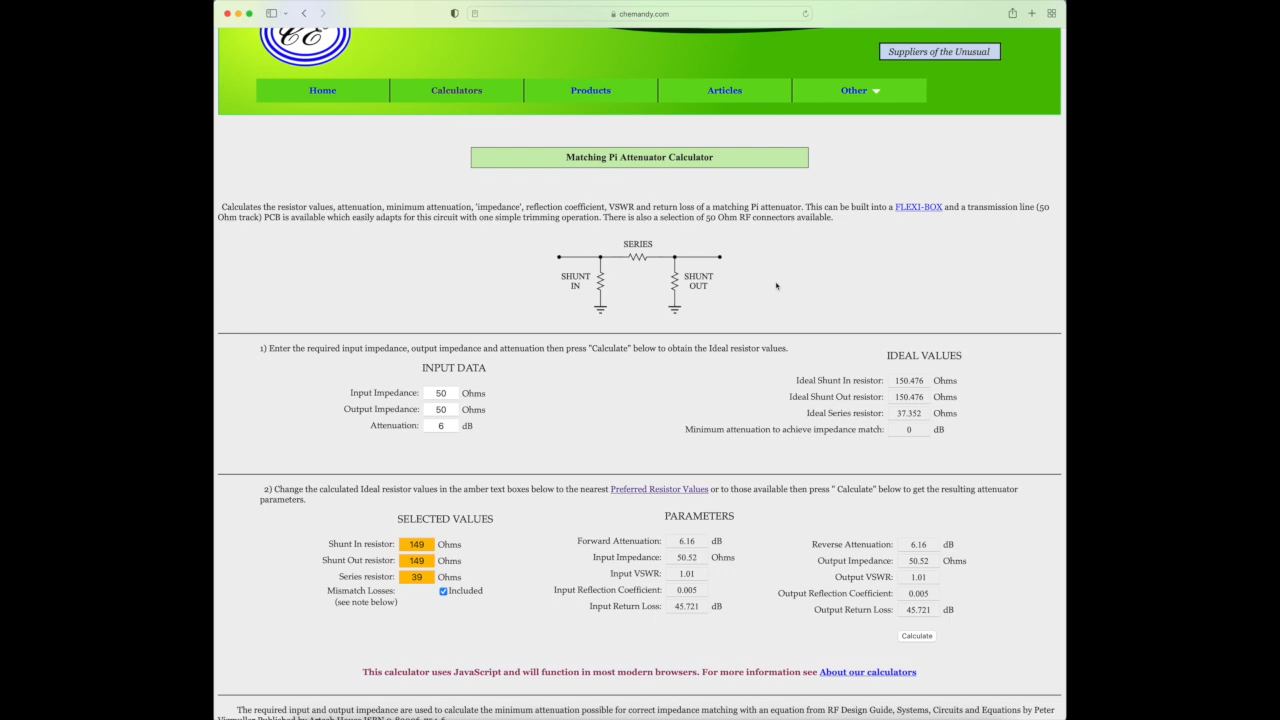 chemandy.com
CE
Suppliers of the Unusual
Home Calculators Products Articles Other
Matching Pi Attenuator Calculator
Calculates the resistor values, attenuation, minimum attenuation, 'impedance', reflection coefficient, VSWR and return loss of a matching Pi attenuator. This can be built into a FLEXI-BOX and a transmission line (50
Ohm track) PCB is available which easily adapts for this circuit with one simple trimming operation. There is also a selection of 50 Ohm RF connectors available.
SERIES
SHUNT IN
SHUNT OUT
1) Enter the required input impedance, output impedance and attenuation then press "Calculate" below to obtain the Ideal resistor values.
INPUT DATA
Input Impedance: 50 Ohms
Output Impedance: 50 Ohms
Attenuation: 6 dB
IDEAL VALUES
Ideal Shunt In resistor: 150.476 Ohms
Ideal Shunt Out resistor: 150.476 Ohms
Ideal Series resistor: 37.352 Ohms
Minimum attenuation to achieve impedance match: 0 dB
2) Change the calculated Ideal resistor values in the amber text boxes below to the nearest Preferred Resistor Values or to those available then press " Calculate" below to get the resulting attenuator
parameters.
SELECTED VALUES
Shunt In resistor: 149 Ohms
Shunt Out resistor: 149 Ohms
Series resistor: 39 Ohms
Mismatch Losses: Included
(see note below)
PARAMETERS
Forward Attenuation: 6.16 dB
Input Impedance: 50.52 Ohms
Input VSWR: 1.01
Input Reflection Coefficient: 0.005
Input Return Loss: 45.721 dB
Reverse Attenuation: 6.16 dB
Output Impedance: 50.52 Ohms
Output VSWR: 1.01
Output Reflection Coefficient: 0.005
Output Return Loss: 45.721 dB
Calculate
This calculator uses JavaScript and will function in most modern browsers. For more information see About our calculators
The required input and output impedance are used to calculate the minimum attenuation possible for correct impedance matching with an equation from RF Design Guide, Systems, Circuits and Equations by Peter